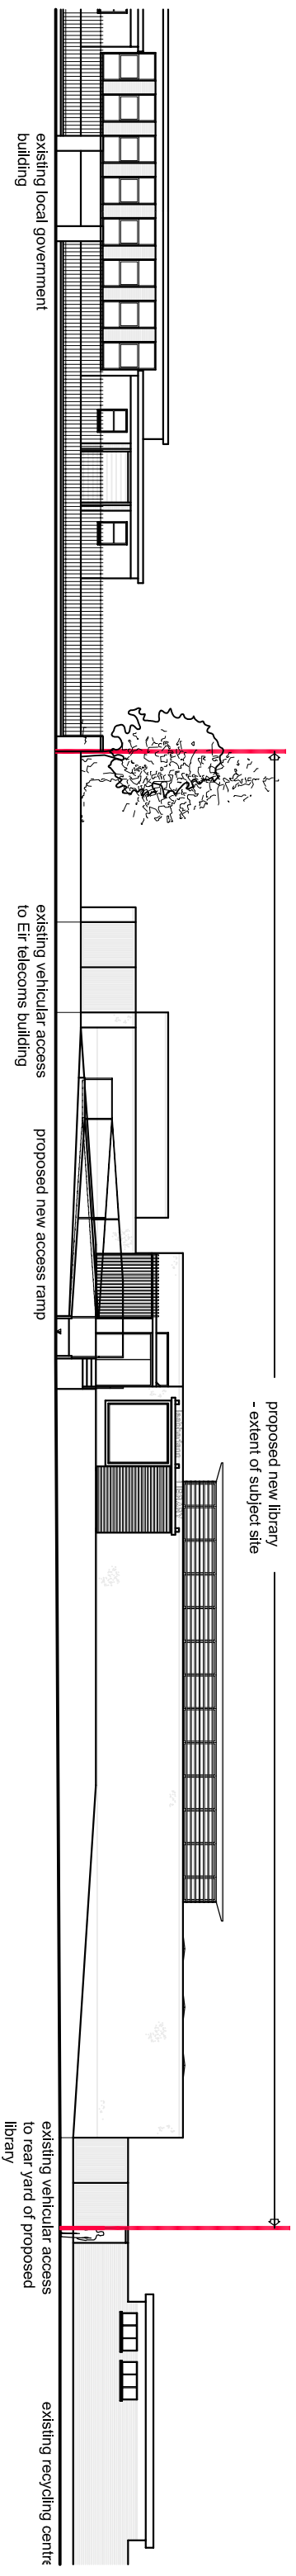 existing local government
building
existing vehicular access
to Eir telecoms building
proposed new access ramp
proposed new library
- extent of subject site
LIBRARY
existing vehicular access
to rear yard of proposed
library
existing recycling centre